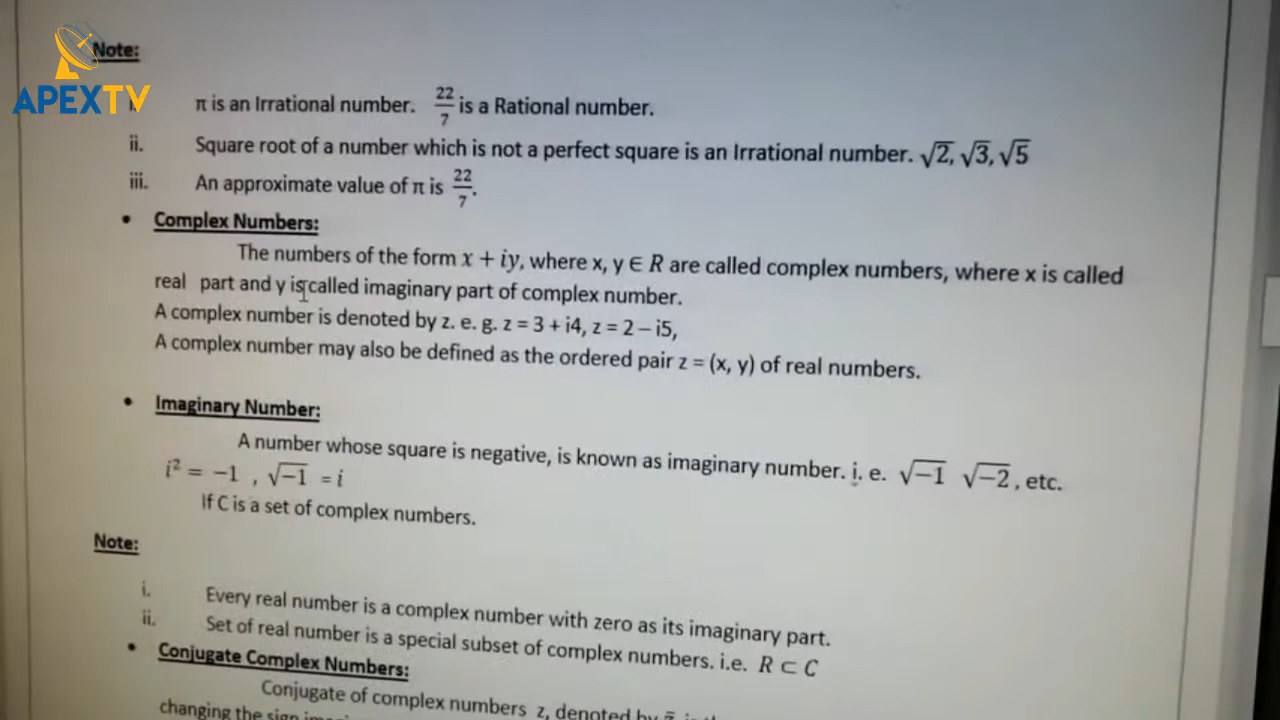 APEXTV
Note:
i. π is an Irrational number. 22/7 is a Rational number.
ii. Square root of a number which is not a perfect square is an Irrational number. √2, √3, √5
iii. An approximate value of π is 22/7.
• Complex Numbers:
The numbers of the form x + iy, where x, y ∈ R are called complex numbers, where x is called
real part and y is called imaginary part of complex number.
A complex number is denoted by z. e. g. z = 3 + i4, z = 2 – i5,
A complex number may also be defined as the ordered pair z = (x, y) of real numbers.
• Imaginary Number:
A number whose square is negative, is known as imaginary number. i. e. √−1 √−2, etc.
i² = −1 , √−1 = i
If C is a set of complex numbers.
Note:
i. Every real number is a complex number with zero as its imaginary part.
ii. Set of real number is a special subset of complex numbers. i.e. R ⊂ C
• Conjugate Complex Numbers:
Conjugate of complex numbers z, denoted by z̄
changing the sign